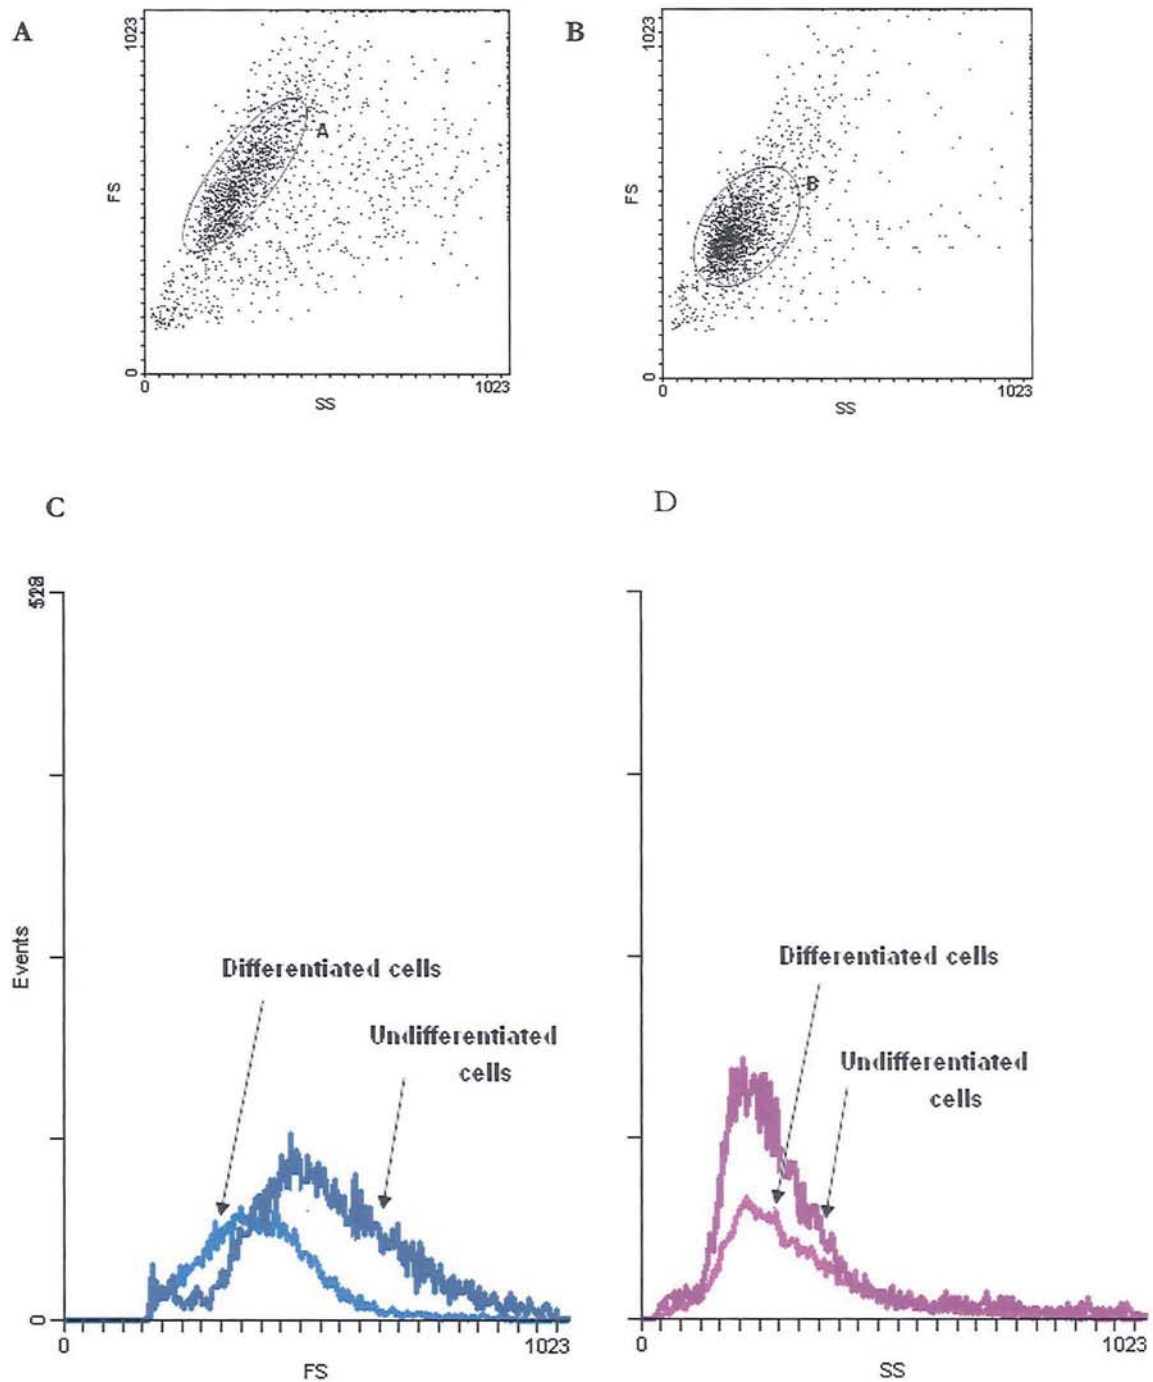 A
1023
FS
A
0
0
1023
SS
B
1023
FS
B
0
0
1023
SS
C
Events
Differentiated cells
Undifferentiated
cells
0
0
1023
FS
D
Differentiated cells
Undifferentiated
cells
0
1023
SS